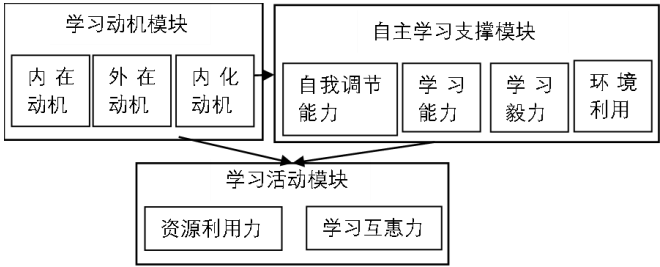 学习动机模块
内在
动机
外在
动机
内化
动机
自主学习支撑模块
自我调节
能力
学习
能力
学习
毅力
环境
利用
学习活动模块
资源利用力
学习互惠力